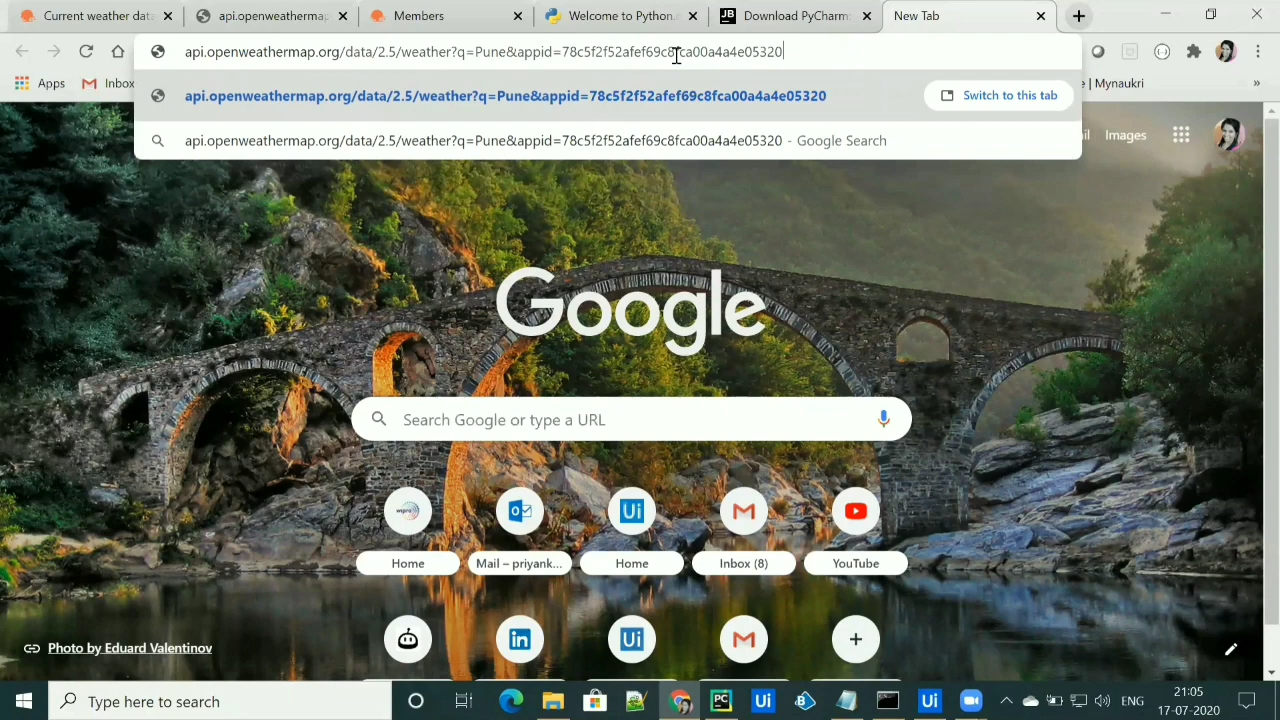 Current weather data
api.openweathermap
Members
Welcome to Python.
Download PyCharm:
New Tab
api.openweathermap.org/data/2.5/weather?q=Pune&appid=78c5f2f52afef69c8fca00a4a4e05320
Apps
Inbox
e | Mynaukri
»
api.openweathermap.org/data/2.5/weather?q=Pune&appid=78c5f2f52afef69c8fca00a4a4e05320
Switch to this tab
api.openweathermap.org/data/2.5/weather?q=Pune&appid=78c5f2f52afef69c8fca00a4a4e05320 - Google Search
ail Images
Google
Search Google or type a URL
wipro
Home
Mail – priyank...
Home
Inbox (8)
YouTube
Photo by Eduard Valentinov
Type here to search
ENG
21:05
17-07-2020